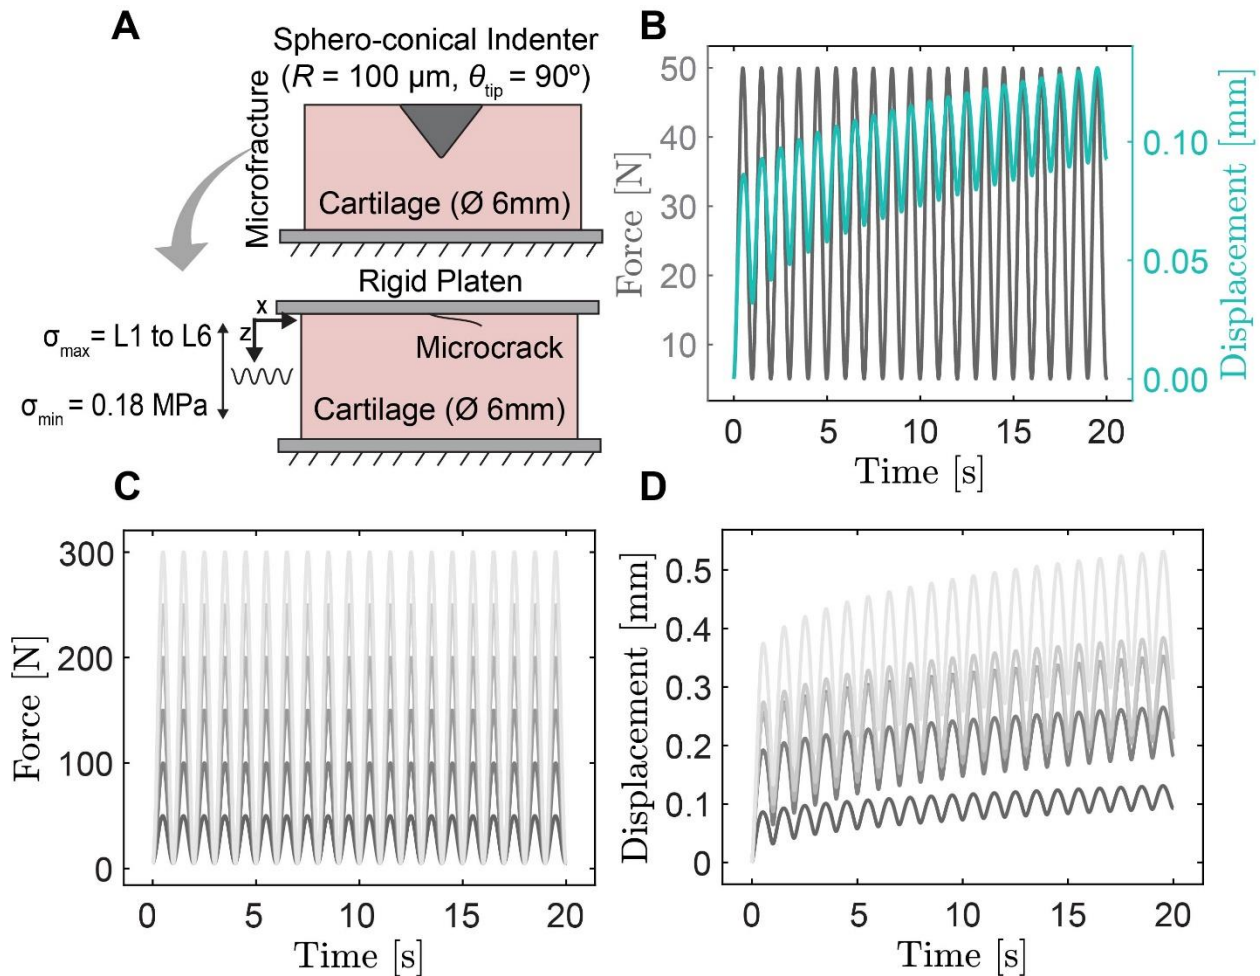 A
Sphero-conical Indenter
(R = 100 μm, θtip = 90º)
Microfracture
Cartilage (Ø 6mm)
Rigid Platen
x
z
σmax = L1 to L6
Microcrack
σmin = 0.18 MPa
Cartilage (Ø 6mm)
B
50
40
30
20
10
Force [N]
0.10
0.05
0.00
Displacement [mm]
0 5 10 15 20
Time [s]
C
300
200
100
0
Force [N]
0 5 10 15 20
Time [s]
D
0.5
0.4
0.3
0.2
0.1
0
Displacement [mm]
0 5 10 15 20
Time [s]